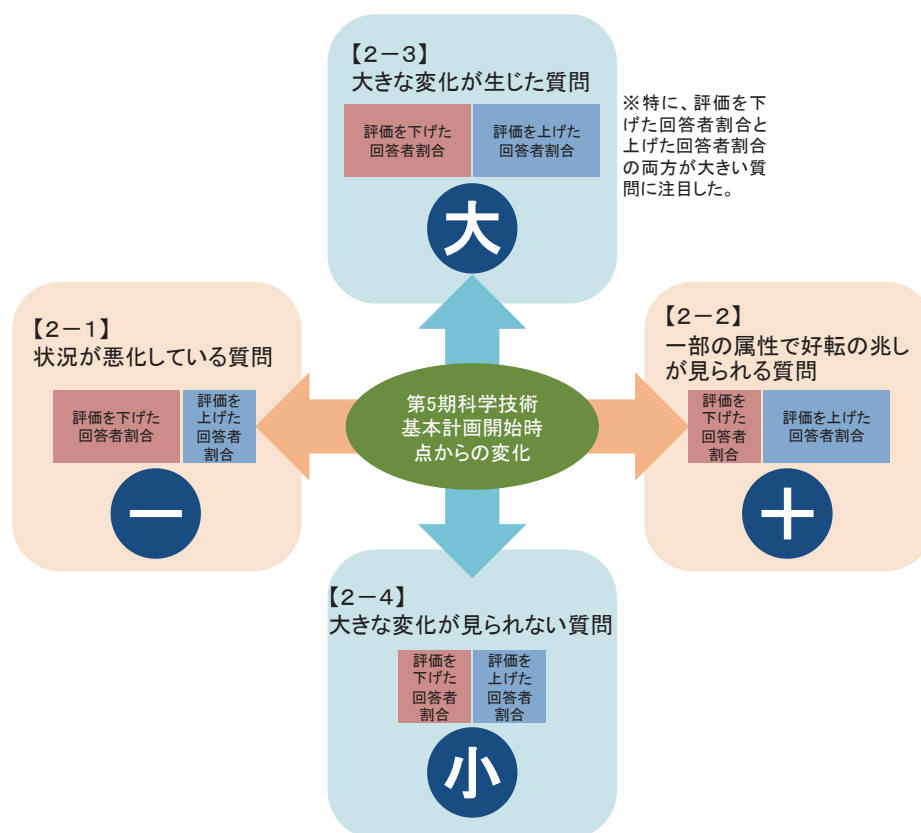 【2－3】
大きな変化が生じた質問
評価を下げた
回答者割合
評価を上げた
回答者割合
大
※特に、評価を下
げた回答者割合と
上げた回答者割合
の両方が大きい質
問に注目した。
【2－1】
状況が悪化している質問
評価を下げた
回答者割合
評価を
上げた
回答者
割合
－
第5期科学技術
基本計画開始時
点からの変化
【2－2】
一部の属性で好転の兆し
が見られる質問
評価を
下げた
回答者
割合
評価を上げた
回答者割合
＋
【2－4】
大きな変化が見られない質問
評価を
下げた
回答者
割合
評価を
上げた
回答者
割合
小